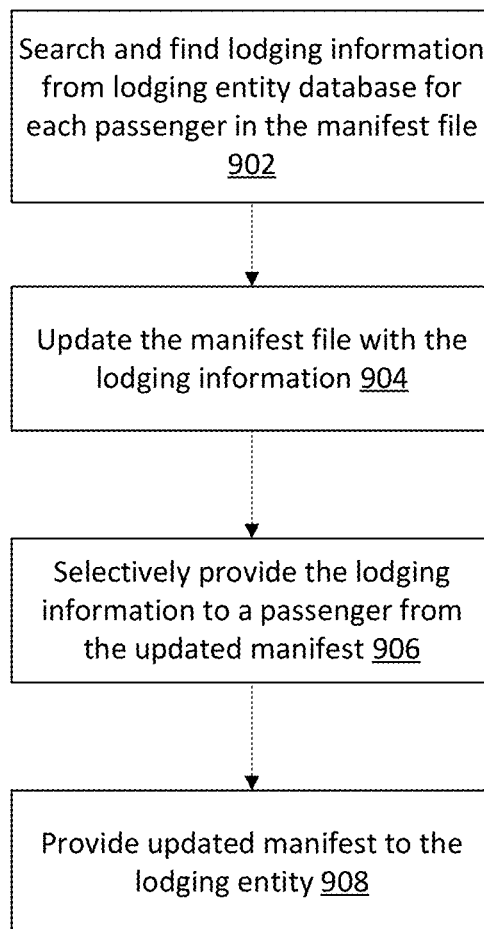 Search and find lodging information
from lodging entity database for
each passenger in the manifest file
902
Update the manifest file with the
lodging information 904
Selectively provide the lodging
information to a passenger from
the updated manifest 906
Provide updated manifest to the
lodging entity 908